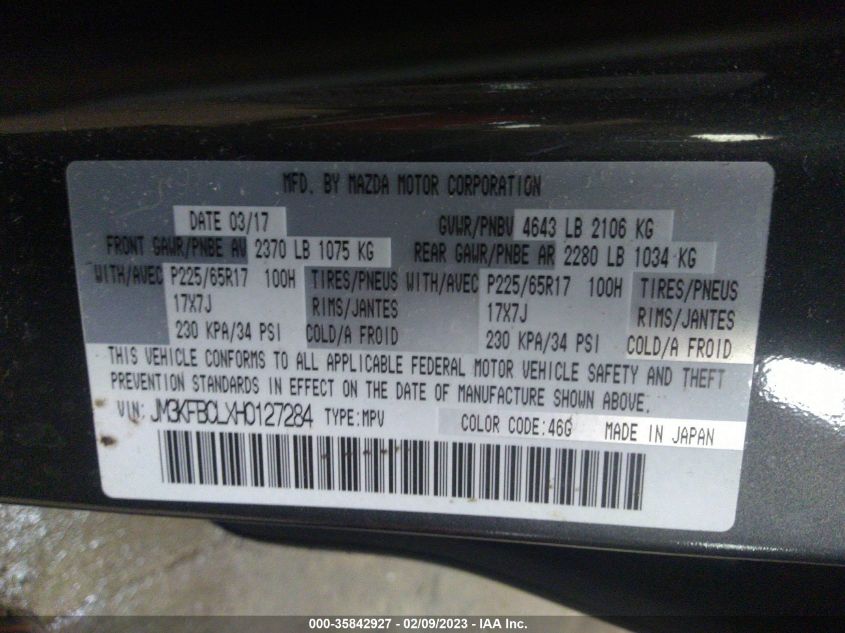 MFD. BY MAZDA MOTOR CORPORATION
DATE 03/17 GVWR/PNBV 4643 LB 2106 KG
FRONT GAWR/PNBE AV 2370 LB 1075 KG REAR GAWR/PNBE AR 2280 LB 1034 KG
WITH/AVEC P225/65R17 100H TIRES/PNEUS WITH/AVEC P225/65R17 100H TIRES/PNEUS
17X7J RIMS/JANTES 17X7J RIMS/JANTES
230 KPA/34 PSI COLD/A FROID 230 KPA/34 PSI COLD/A FROID
THIS VEHICLE CONFORMS TO ALL APPLICABLE FEDERAL MOTOR VEHICLE SAFETY AND THEFT
PREVENTION STANDARDS IN EFFECT ON THE DATE OF MANUFACTURE SHOWN ABOVE.
VIN: JM3KFBCLXH0127284 TYPE:MPV COLOR CODE:46G MADE IN JAPAN
000-35842927 - 02/09/2023 - IAA Inc.